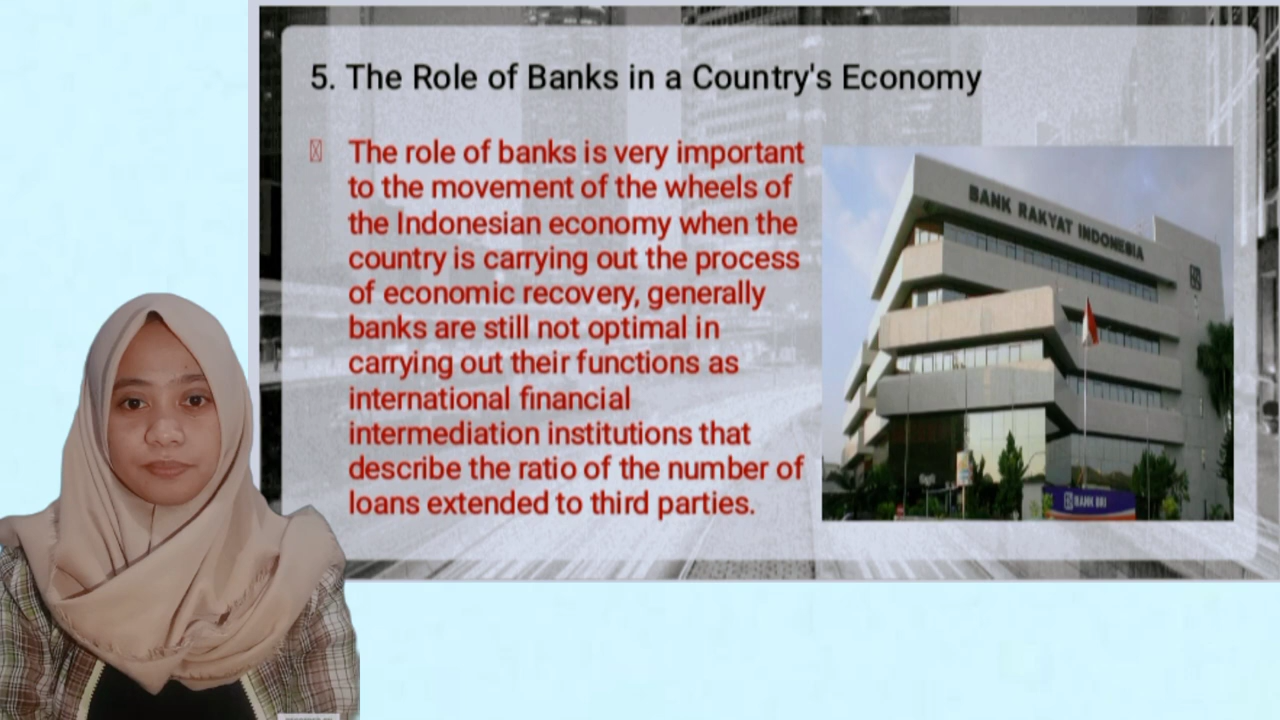 5. The Role of Banks in a Country's Economy
The role of banks is very important
to the movement of the wheels of
the Indonesian economy when the
country is carrying out the process
of economic recovery, generally
banks are still not optimal in
carrying out their functions as
international financial
intermediation institutions that
describe the ratio of the number of
loans extended to third parties.
BANK RAKYAT INDONESIA
BANK BRI